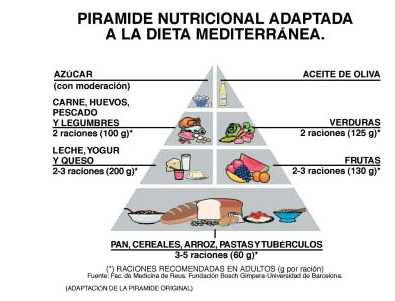 PIRAMIDE NUTRICIONAL ADAPTADA
A LA DIETA MEDITERRÁNEA.
AZÚCAR
(con moderación)
ACEITE DE OLIVA
CARNE, HUEVOS,
PESCADO
Y LEGUMBRES
2 raciones (100 g)*
VERDURAS
2 raciones (125 g)*
LECHE, YOGUR
Y QUESO
2-3 raciones (200 g)*
FRUTAS
2-3 raciones (130 g)*
PAN, CEREALES, ARROZ, PASTAS Y TUBÉRCULOS
3-5 raciones (60 g)*
(*) RACIONES RECOMENDADAS EN ADULTOS (g por ración)
Fuente: Fac. de Medicina de Reus. Fundación Bosch Gimpera-Universidad de Barcelona.
(ADAPTACIÓN DE LA PIRÁMIDE ORIGINAL)